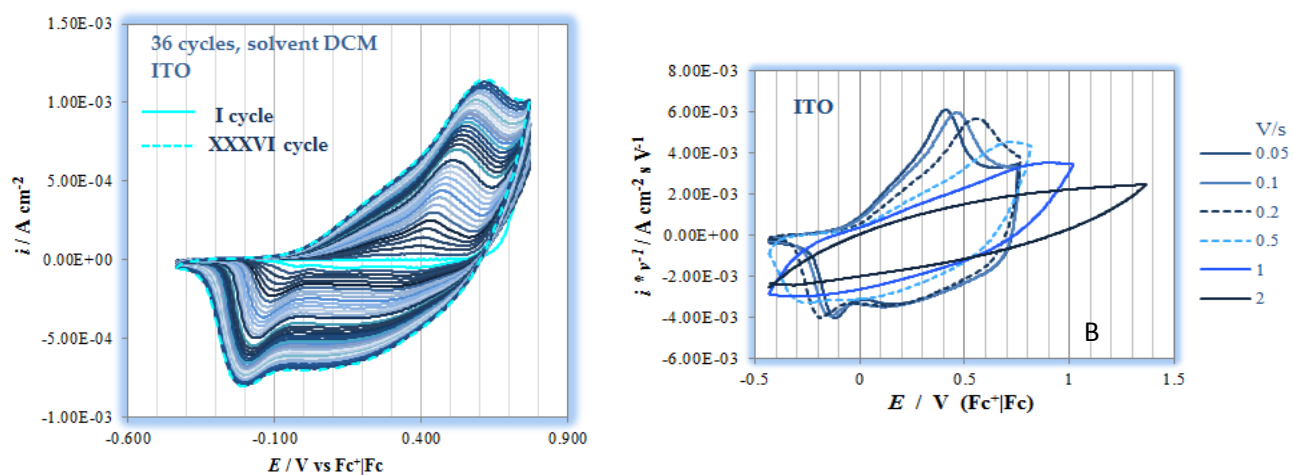 36 cycles, solvent DCM
ITO
I cycle
XXXVI cycle
1.50E-03
1.00E-03
5.00E-04
0.00E+00
-5.00E-04
-1.00E-03
i / A cm-2
-0.600
-0.100
0.400
0.900
E / V vs Fc+|Fc
ITO
8.00E-03
6.00E-03
4.00E-03
2.00E-03
0.00E+00
-2.00E-03
-4.00E-03
-6.00E-03
i * v-1 / A cm-2 s V-1
-0.5
0
0.5
1
1.5
E / V (Fc+|Fc)
B
V/s
0.05
0.1
0.2
0.5
1
2